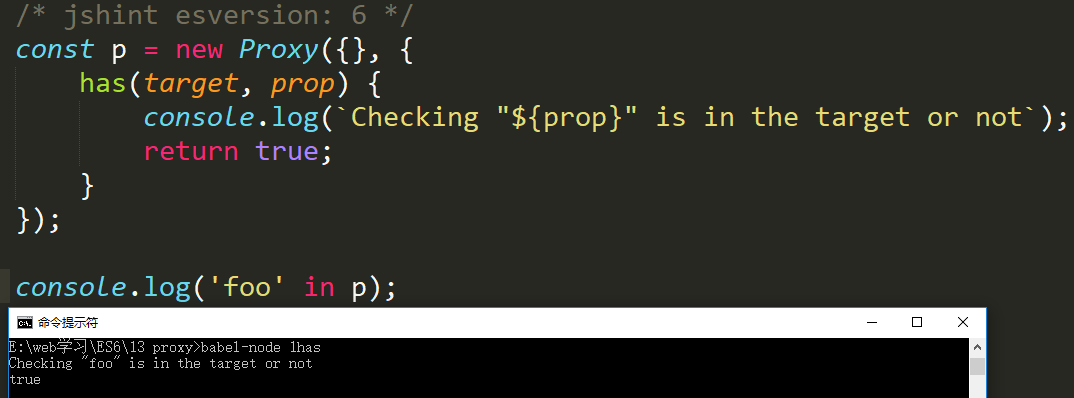 /* jshint esversion: 6 */
const p = new Proxy({}, {
    has(target, prop) {
        console.log(`Checking "${prop}" is in the target or not`);
        return true;
    }
});
console.log('foo' in p);
命令提示符
E:\web学习\ES6\13 proxy>babel-node 1has
Checking "foo" is in the target or not
true